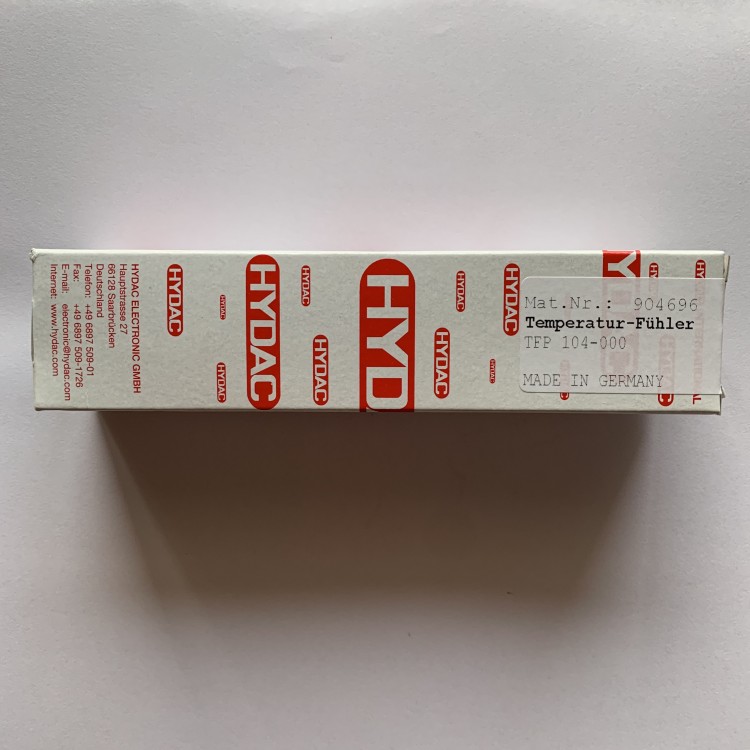 HYDAC ELECTRONIC GMBH
Hauptstrasse 27
66128 Saarbrücken
Deutschland
Telefon: +49 6897 509-01
Fax: +49 6897 509-1726
E-mail: electronic@hydac.com
Internet: www.hydac.com
HYDAC
HYDAC
HYDAC
HYDAC
HYDAC
HYDAC
HYD
HYDAC
HYDAC
HYDAC
HYDAC
Mat.Nr.: 904696
Temperatur-Fühler
TFP 104-000
MADE IN GERMANY